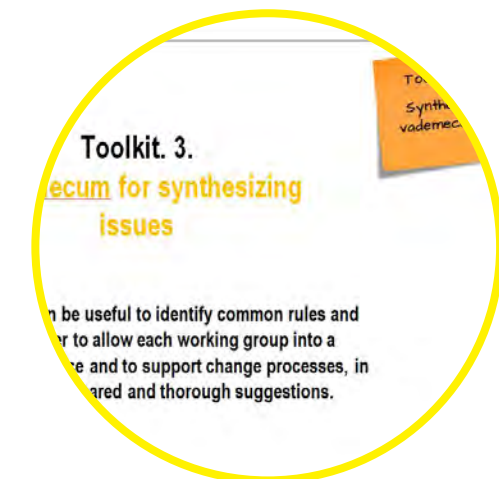 Toolkit. 3.
ecum for synthesizing
issues
be useful to identify common rules and
to allow each working group into a
and to support change processes, in
ared and thorough suggestions.
To
Synth
vademec